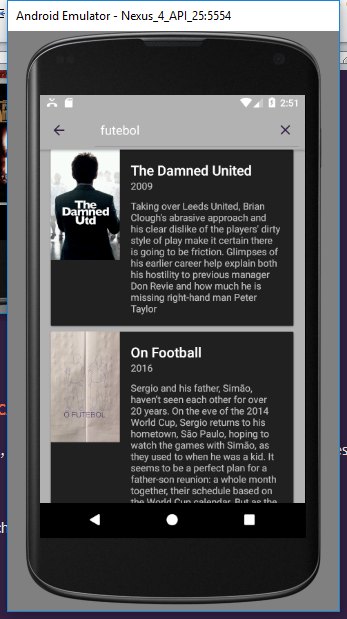 Android Emulator - Nexus_4_API_25:5554
2:51
futebol
The Damned United
2009
Taking over Leeds United, Brian
Clough's abrasive approach and
his clear dislike of the players' dirty
style of play make it certain there
is going to be friction. Glimpses of
his earlier career help explain both
his hostility to previous manager
Don Revie and how much he is
missing right-hand man Peter
Taylor
The
Damned
Utd
On Football
2016
Sergio and his father, Simão,
haven't seen each other for over
20 years. On the eve of the 2014
World Cup, Sergio returns to his
hometown, São Paulo, hoping to
watch the games with Simão, as
they used to when he was a kid. It
seems to be a perfect plan for a
father-son reunion: a whole month
together, their schedule based on
the World Cup calendar. But as the
O FUTEBOL